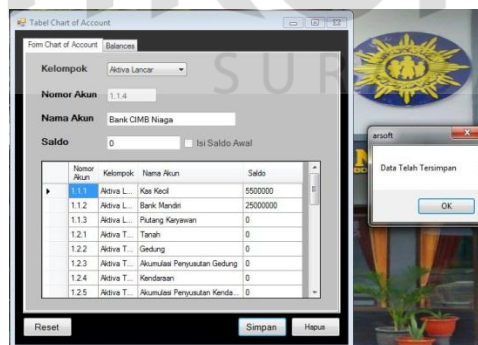 Tabel Chart of Account
Form Chart of Account Balances
Kelompok Aktiva Lancar
Nomor Akun 1.1.4
Nama Akun Bank CIMB Niaga
Saldo 0 Isi Saldo Awal
Nomor Akun Kelompok Nama Akun Saldo
1.1.1 Aktiva L... Kas Kecil 5500000
1.1.2 Aktiva L... Bank Mandiri 25000000
1.1.3 Aktiva L... Piutang Karyawan 0
1.2.1 Aktiva T... Tanah 0
1.2.2 Aktiva T... Gedung 0
1.2.3 Aktiva T... Akumulasi Penyusutan Gedung 0
1.2.4 Aktiva T... Kendaraan 0
1.2.5 Aktiva T... Akumulasi Penyusutan Kenda... 0
Reset Simpan Hapus
arsoft
Data Telah Tersimpan
OK
S U R